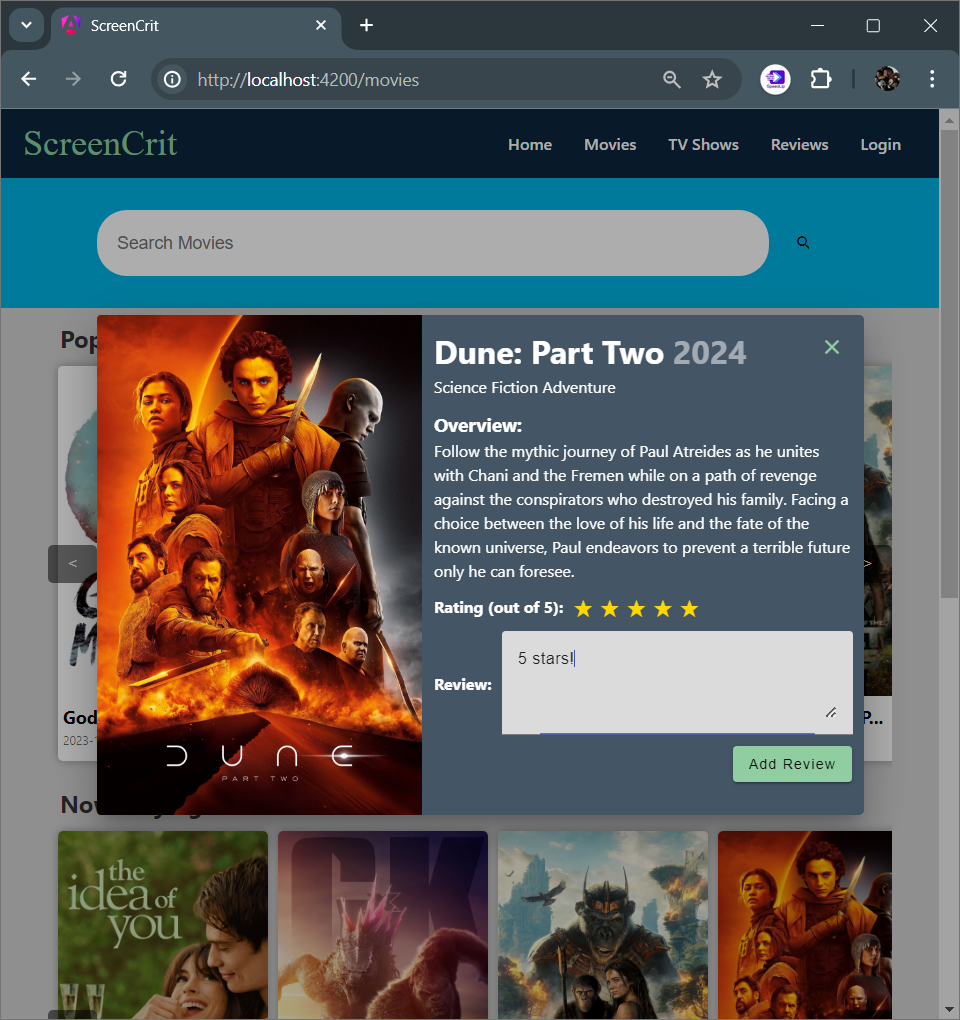 ScreenCrit
http://localhost:4200/movies
ScreenCrit
Home
Movies
TV Shows
Reviews
Login
Search Movies
Pop
Dune: Part Two 2024
Science Fiction Adventure
Overview:
Follow the mythic journey of Paul Atreides as he unites
with Chani and the Fremen while on a path of revenge
against the conspirators who destroyed his family. Facing a
choice between the love of his life and the fate of the
known universe, Paul endeavors to prevent a terrible future
only he can foresee.
Rating (out of 5):
Review:
5 stars!
Add Review
DUNE
PART TWO
<
>
God
2023-1
P...
the
idea of
you